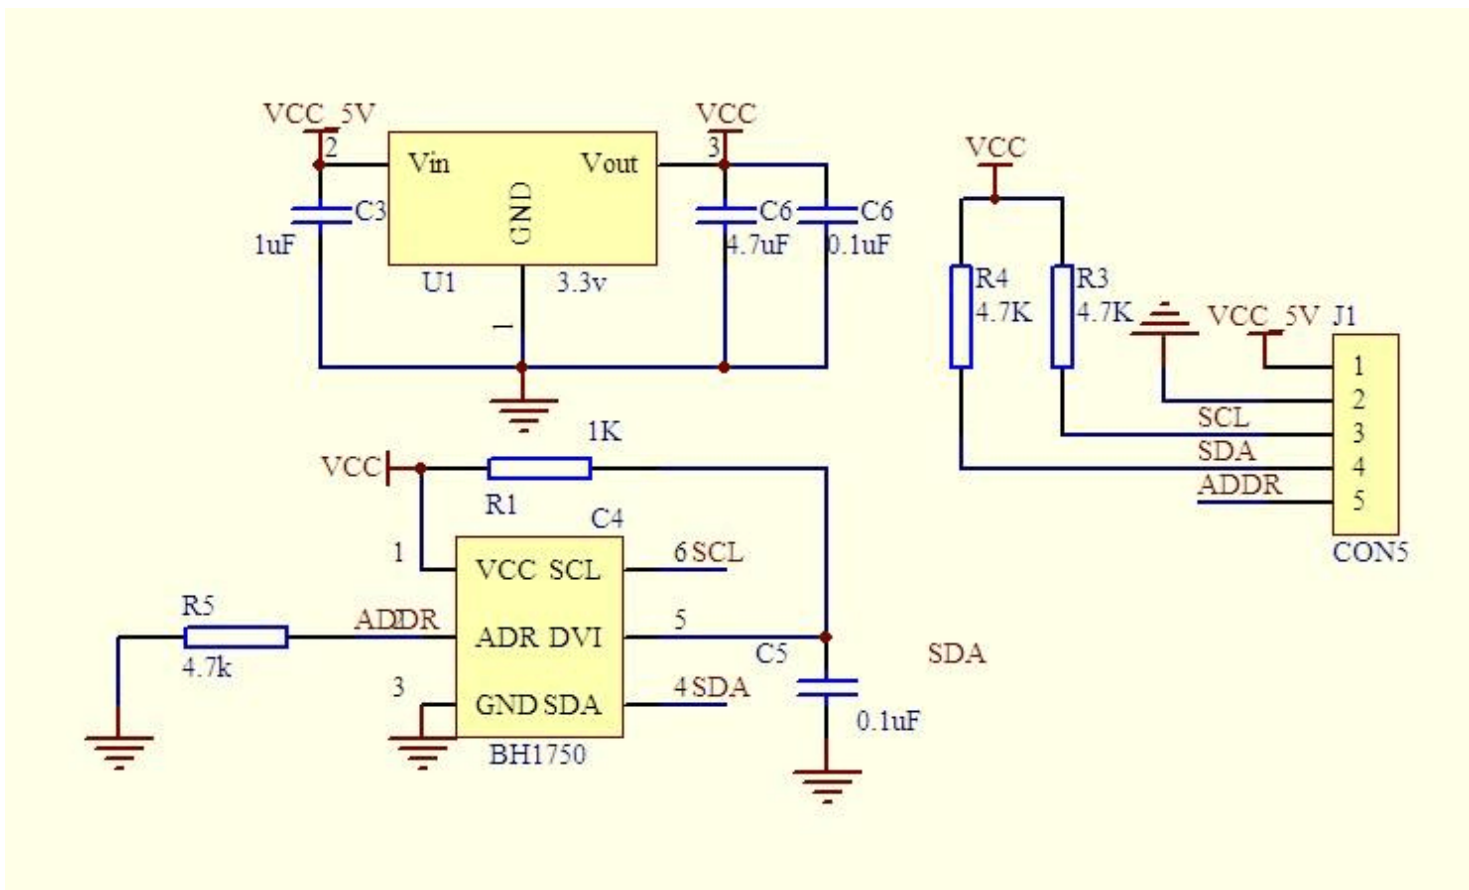 VCC_5V
VCC
2
3
Vin
Vout
GND
C3
1uF
C6
4.7uF
C6
0.1uF
U1
3.3v
1
VCC
R4
4.7K
R3
4.7K
VCC_5V
J1
1
2
SCL
3
SDA
4
ADDR
5
CON5
1K
VCC
R1
C4
1
VCC SCL
6 SCL
R5
ADDR
2
ADR DVI
5
4.7k
C5
SDA
3
GND SDA
4 SDA
0.1uF
BH1750